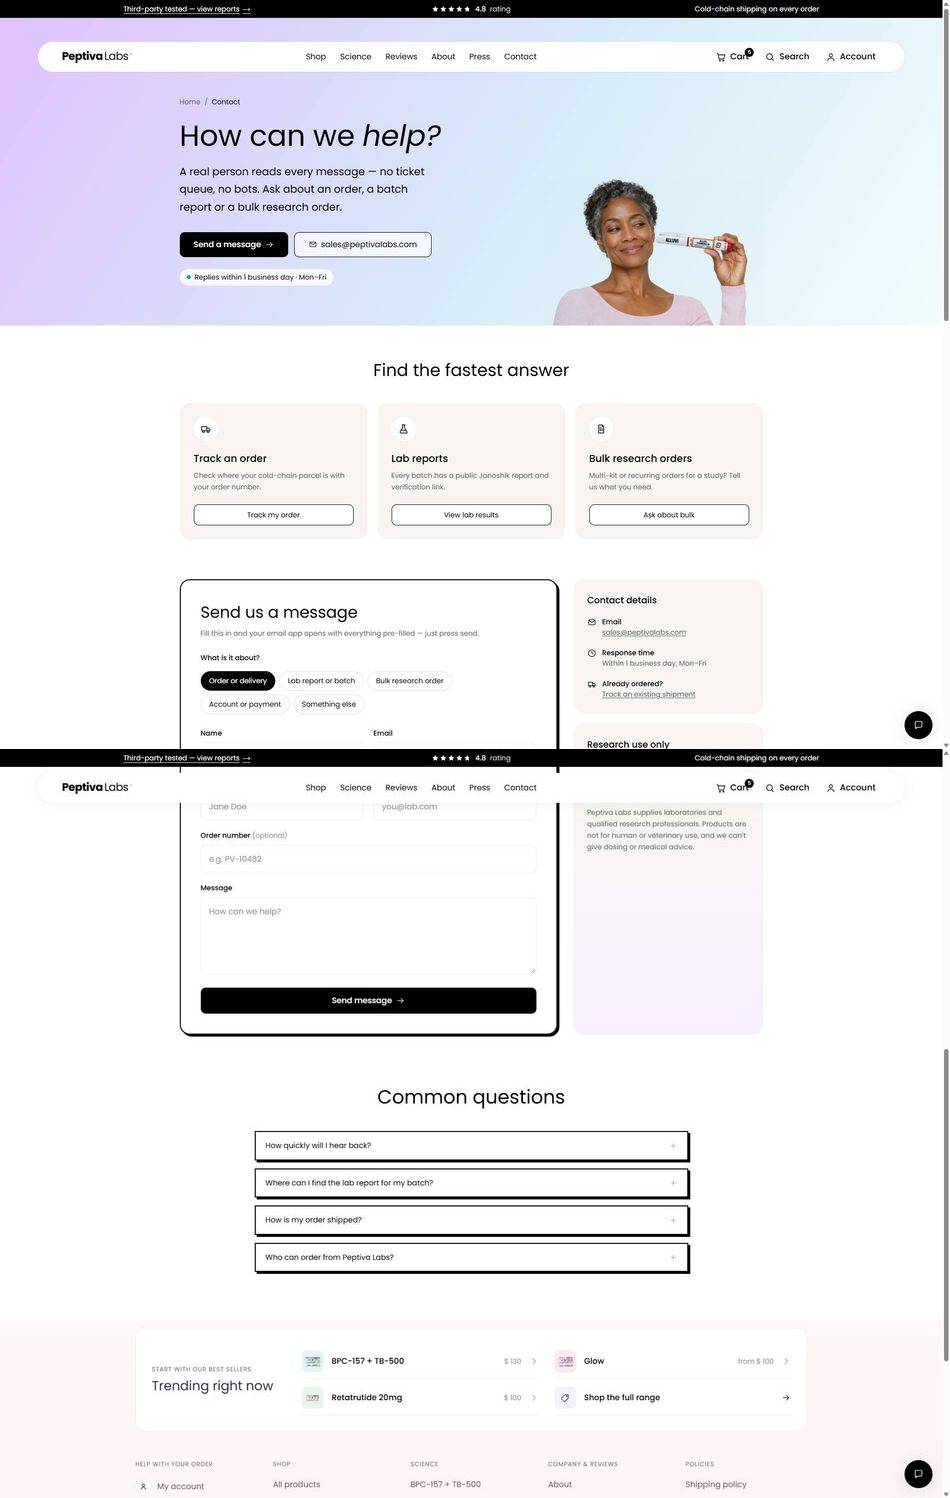 Third-party tested — view reports →
★★★★★ 4.8 rating
Cold-chain shipping on every order
Peptiva Labs
Shop
Science
Reviews
About
Press
Contact
Cart
5
Search
Account
Home / Contact
How can we help?
A real person reads every message — no ticket
queue, no bots. Ask about an order, a batch
report or a bulk research order.
Send a message →
sales@peptivalabs.com
Replies within 1 business day · Mon–Fri
ALLUVI
Find the fastest answer
Track an order
Check where your cold-chain parcel is with
your order number.
Track my order
Lab reports
Every batch has a public Janoshik report and
verification link.
View lab results
Bulk research orders
Multi-kit or recurring orders for a study? Tell
us what you need.
Ask about bulk
Send us a message
Fill this in and your email app opens with everything pre-filled — just press send.
What is it about?
Order or delivery
Lab report or batch
Bulk research order
Account or payment
Something else
Name
Email
Contact details
Email
sales@peptivalabs.com
Response time
Within 1 business day, Mon–Fri
Already ordered?
Track an existing shipment
Research use only
Third-party tested — view reports →
★★★★★ 4.8 rating
Cold-chain shipping on every order
Peptiva Labs
Shop
Science
Reviews
About
Press
Contact
Cart
5
Search
Account
Jane Doe
you@lab.com
Order number (optional)
e.g. PV-10482
Message
How can we help?
Send message →
Peptiva Labs supplies laboratories and
qualified research professionals. Products are
not for human or veterinary use, and we can't
give dosing or medical advice.
Common questions
How quickly will I hear back? +
Where can I find the lab report for my batch? +
How is my order shipped? +
Who can order from Peptiva Labs? +
START WITH OUR BEST SELLERS
Trending right now
BPC-157 + TB-500
$ 130
Glow
from $ 100
Retatrutide 20mg
$ 100
Shop the full range →
HELP WITH YOUR ORDER
My account
SHOP
All products
SCIENCE
BPC-157 + TB-500
COMPANY & REVIEWS
About
POLICIES
Shipping policy